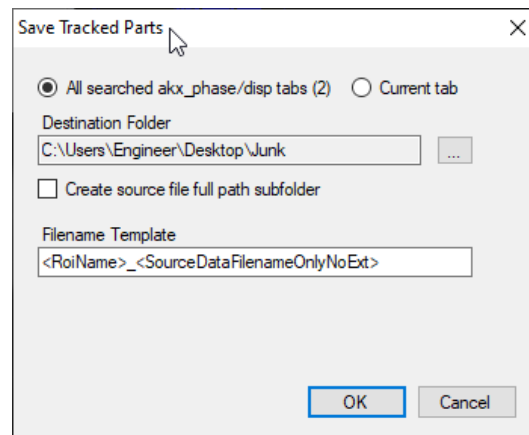 Save Tracked Parts
All searched akx_phase/disp tabs (2) Current tab
Destination Folder
C:\Users\Engineer\Desktop\Junk ...
Create source file full path subfolder
Filename Template
<RoiName>_<SourceDataFilenameOnlyNoExt>
OK Cancel